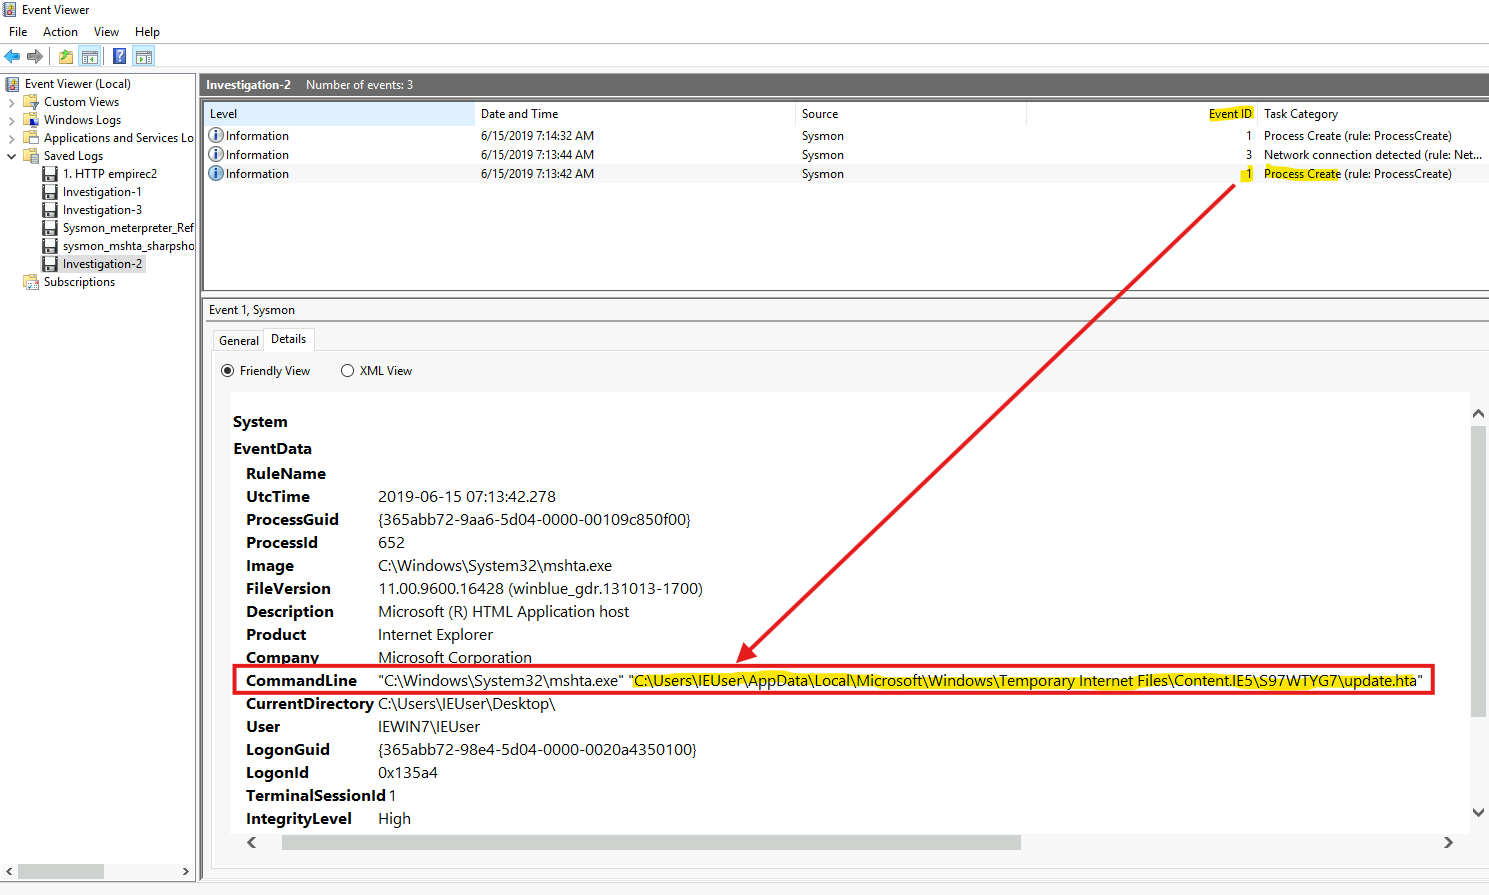 Event Viewer
File Action View Help
Event Viewer (Local)
Custom Views
Windows Logs
Applications and Services Lo
Saved Logs
1. HTTP empirec2
Investigation-1
Investigation-3
Sysmon_meterpreter_Ref
sysmon_mshta_sharpsho
Investigation-2
Subscriptions
Investigation-2 Number of events: 3
Level Date and Time Source Event ID Task Category
Information 6/15/2019 7:14:32 AM Sysmon 1 Process Create (rule: ProcessCreate)
Information 6/15/2019 7:13:44 AM Sysmon 3 Network connection detected (rule: Net...
Information 6/15/2019 7:13:42 AM Sysmon 1 Process Create (rule: ProcessCreate)
Event 1, Sysmon
General Details
Friendly View XML View
System
EventData
RuleName
UtcTime 2019-06-15 07:13:42.278
ProcessGuid {365abb72-9aa6-5d04-0000-00109c850f00}
ProcessId 652
Image C:\Windows\System32\mshta.exe
FileVersion 11.00.9600.16428 (winblue_gdr.131013-1700)
Description Microsoft (R) HTML Application host
Product Internet Explorer
Company Microsoft Corporation
CommandLine "C:\Windows\System32\mshta.exe" "C:\Users\IEUser\AppData\Local\Microsoft\Windows\Temporary Internet Files\Content.IE5\S97WTYG7\update.hta"
CurrentDirectory C:\Users\IEUser\Desktop\
User IEWIN7\IEUser
LogonGuid {365abb72-98e4-5d04-0000-0020a4350100}
LogonId 0x135a4
TerminalSessionId 1
IntegrityLevel High